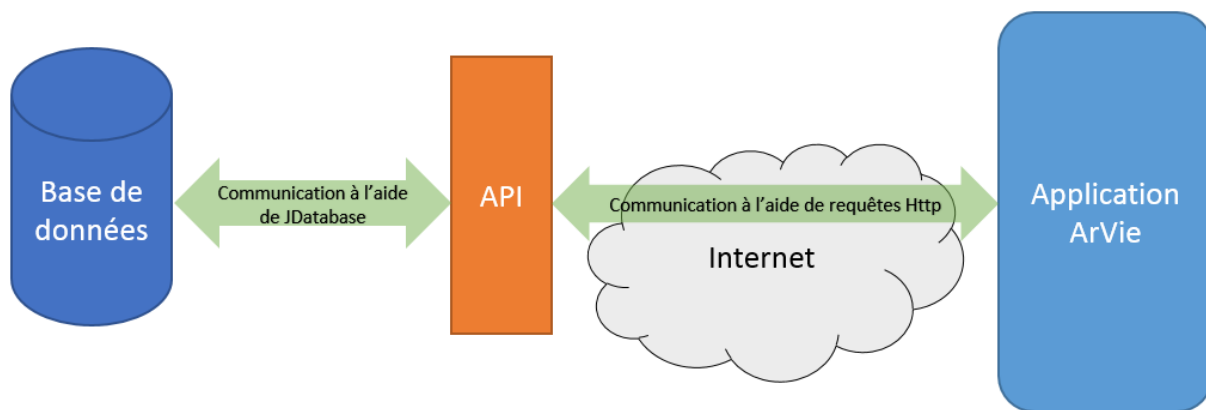 Base de
données
Communication à l’aide
de JDatabase
API
Communication à l’aide de requêtes Http
Internet
Application
ArVie